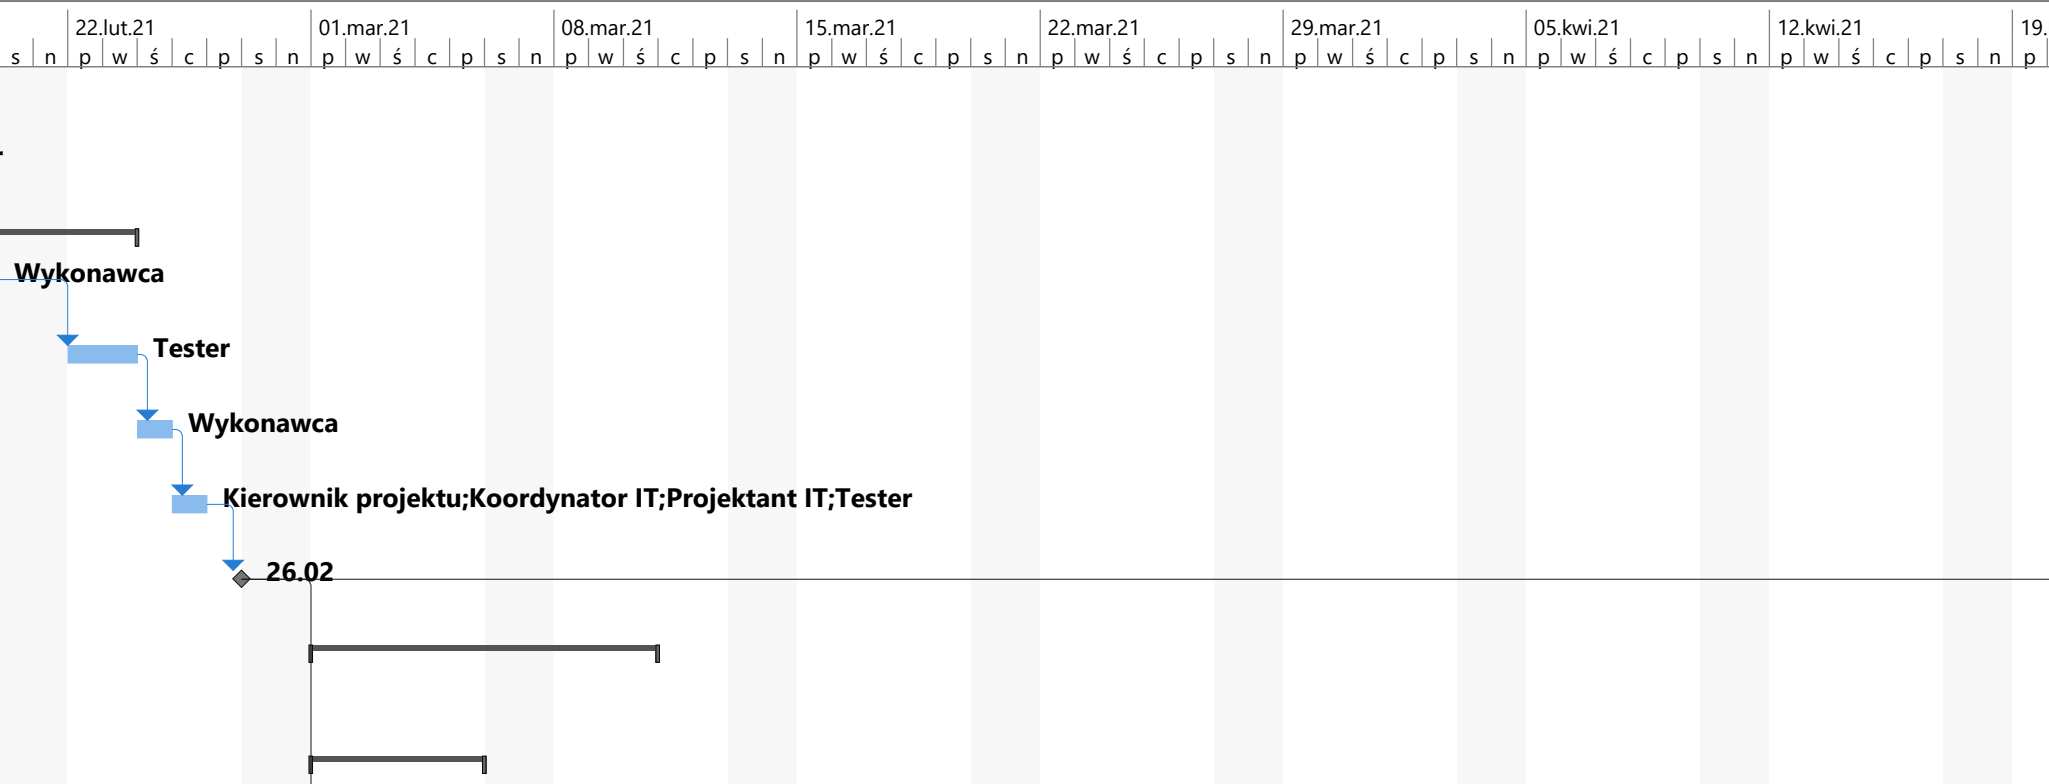 22.lut.21 01.mar.21 08.mar.21 15.mar.21 22.mar.21 29.mar.21 05.kwi.21 12.kwi.21 19.
s n p w ś c p s n p w ś c p s n p w ś c p s n p w ś c p s n p w ś c p s n p w ś c p s n p w ś c p s n p w ś c p s n p
Wykonawca
Tester
Wykonawca
Kierownik projektu;Koordynator IT;Projektant IT;Tester
26.02